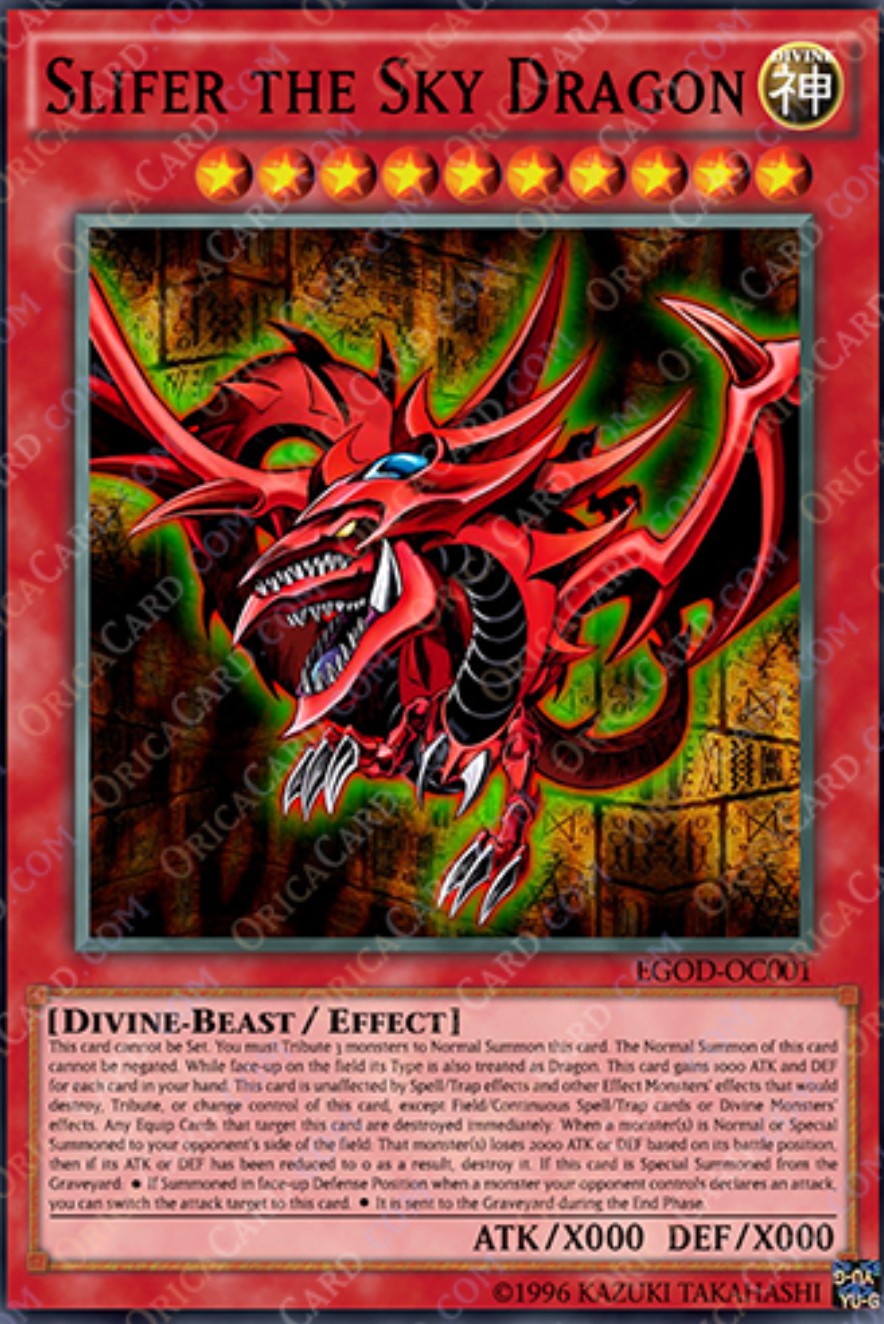 SLIFER THE SKY DRAGON
DIVINE
神
EGOD-OC001
[DIVINE-BEAST / EFFECT]
This card cannot be Set. You must Tribute 3 monsters to Normal Summon this card. The Normal Summon of this card
cannot be negated. While face-up on the field its Type is also treated as Dragon. This card gains 1000 ATK and DEF
for each card in your hand. This card is unaffected by Spell/Trap effects and other Effect Monsters' effects that would
destroy, Tribute, or change control of this card, except Field/Continuous Spell/Trap cards or Divine Monsters'
effects. Any Equip Cards that target this card are destroyed immediately. When a monster(s) is Normal or Special
Summoned to your opponent's side of the field: That monster(s) loses 2000 ATK or DEF based on its battle position,
then if its ATK or DEF has been reduced to 0 as a result, destroy it. If this card is Special Summoned from the
Graveyard: ● If Summoned in face-up Defense Position when a monster your opponent controls declares an attack,
you can switch the attack target to this card. ● It is sent to the Graveyard during the End Phase.
ATK/X000 DEF/X000
©1996 KAZUKI TAKAHASHI
ORICACARD.COM